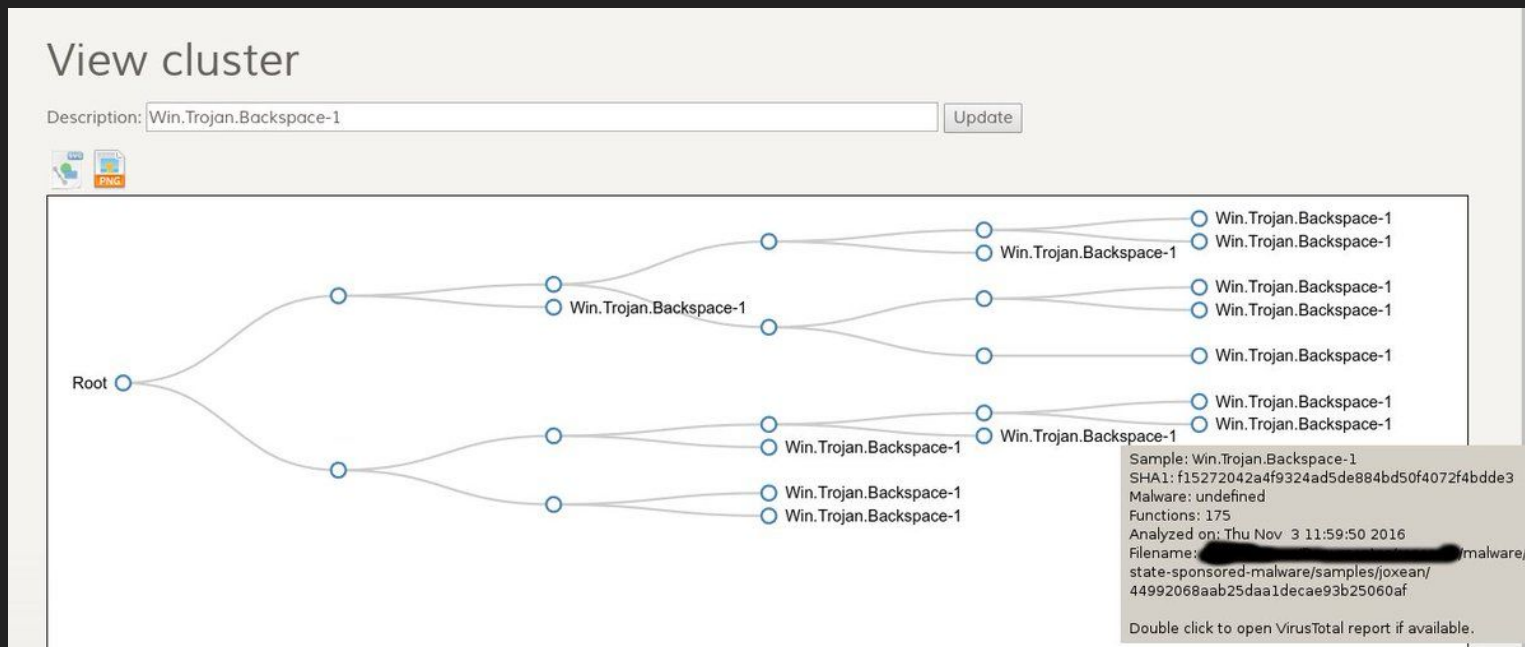 View cluster
Description: Win.Trojan.Backspace-1 Update
SVG
PNG
Win.Trojan.Backspace-1
Win.Trojan.Backspace-1
Win.Trojan.Backspace-1
Win.Trojan.Backspace-1
Win.Trojan.Backspace-1
Win.Trojan.Backspace-1
Win.Trojan.Backspace-1
Root
Win.Trojan.Backspace-1
Win.Trojan.Backspace-1
Win.Trojan.Backspace-1
Win.Trojan.Backspace-1
Win.Trojan.Backspace-1
Win.Trojan.Backspace-1
Sample: Win.Trojan.Backspace-1
SHA1: f15272042a4f9324ad5de884bd50f4072f4bdde3
Malware: undefined
Functions: 175
Analyzed on: Thu Nov 3 11:59:50 2016
Filename: /malware/
state-sponsored-malware/samples/joxean/
44992068aab25daa1decae93b25060af
Double click to open VirusTotal report if available.